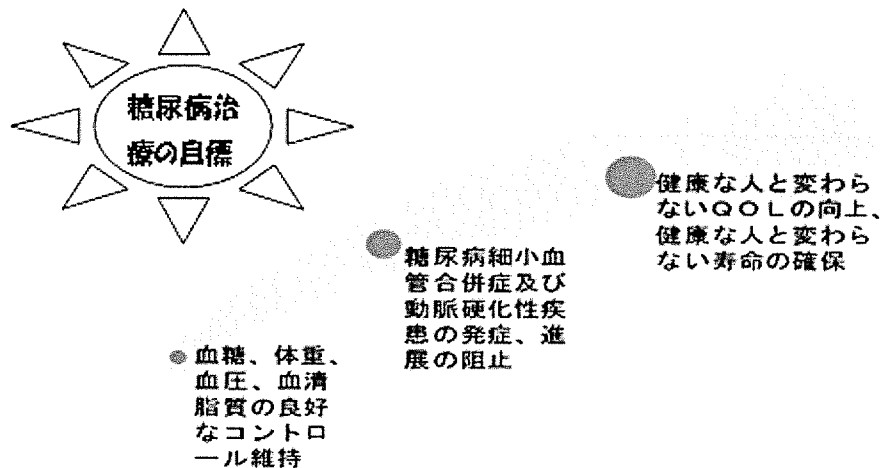 糖尿病治
療の目標
健康な人と変わら
ないQOLの向上、
健康な人と変わら
ない寿命の確保
糖尿病細小血
管合併症及び
動脈硬化性疾
患の発症、進
展の阻止
血糖、体重、
血圧、血清
脂質の良好
なコントロ
ール維持